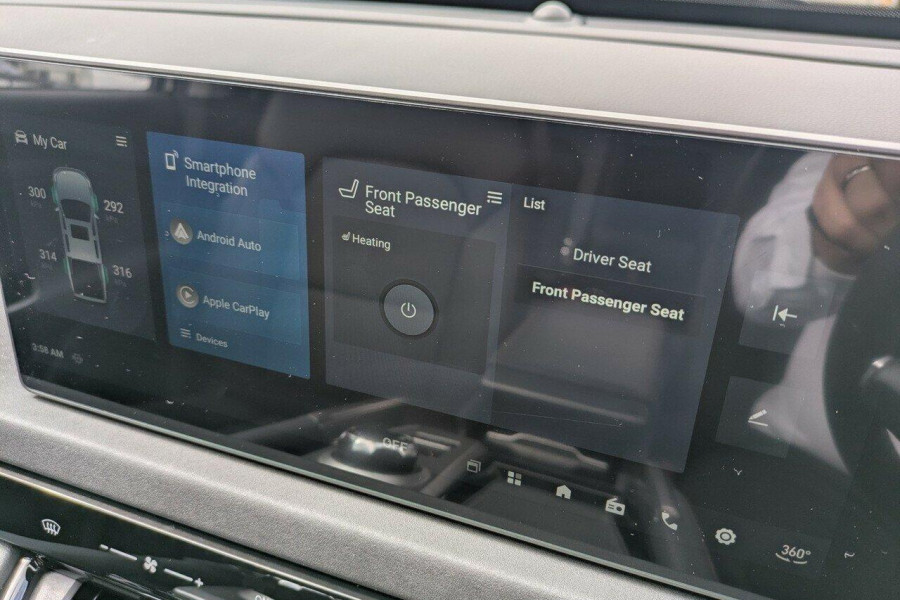 My Car
300
292
314
316
3:58 AM
Smartphone
Integration
Android Auto
Apple CarPlay
Devices
Front Passenger
Seat
Heating
List
Driver Seat
Front Passenger Seat
OFF
360°